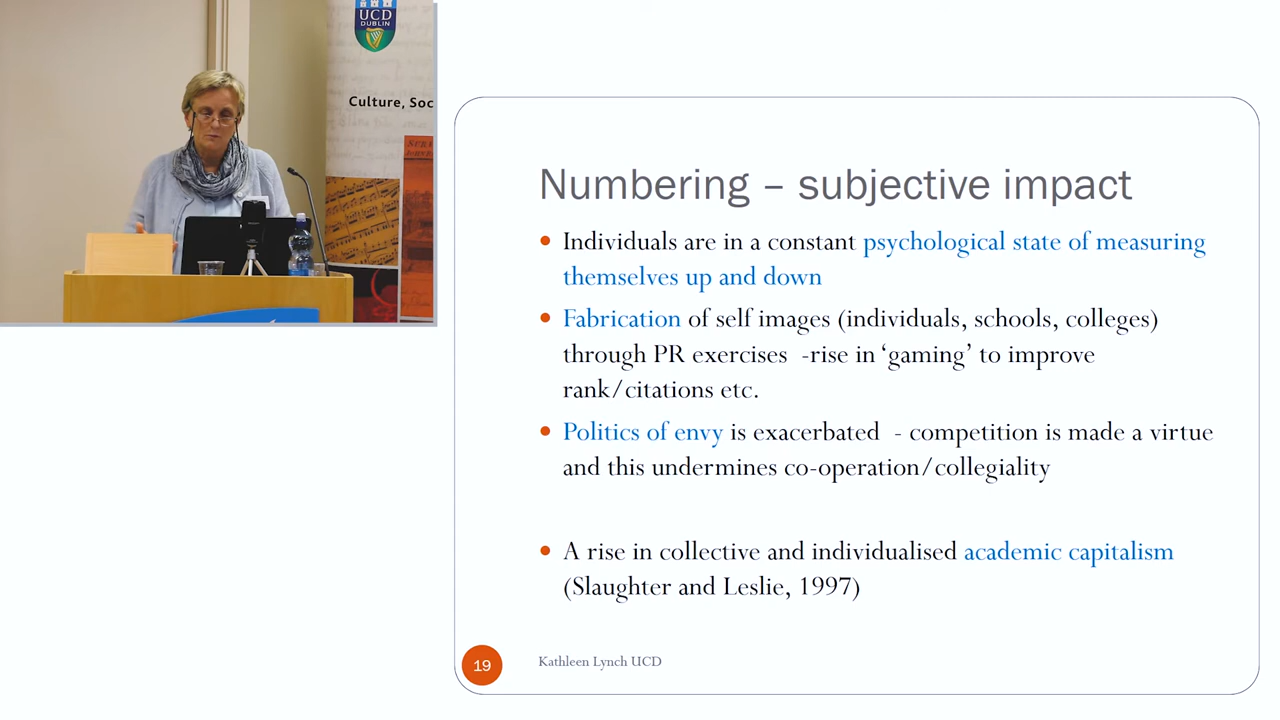 UCD
DUBLIN
Culture, Soc
Numbering – subjective impact
• Individuals are in a constant psychological state of measuring
themselves up and down
• Fabrication of self images (individuals, schools, colleges)
through PR exercises -rise in ‘gaming’ to improve
rank/citations etc.
• Politics of envy is exacerbated - competition is made a virtue
and this undermines co-operation/collegiality
• A rise in collective and individualised academic capitalism
(Slaughter and Leslie, 1997)
19
Kathleen Lynch UCD